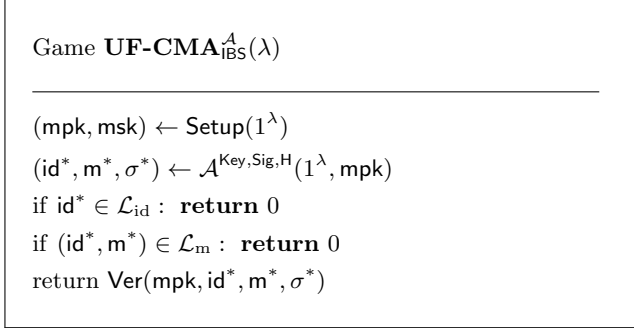 Game UF-CMA^𝒜_IBS(λ)
(mpk, msk) ← Setup(1^λ)
(id*, m*, σ*) ← 𝒜^Key,Sig,H(1^λ, mpk)
if id* ∈ ℒ_id : return 0
if (id*, m*) ∈ ℒ_m : return 0
return Ver(mpk, id*, m*, σ*)